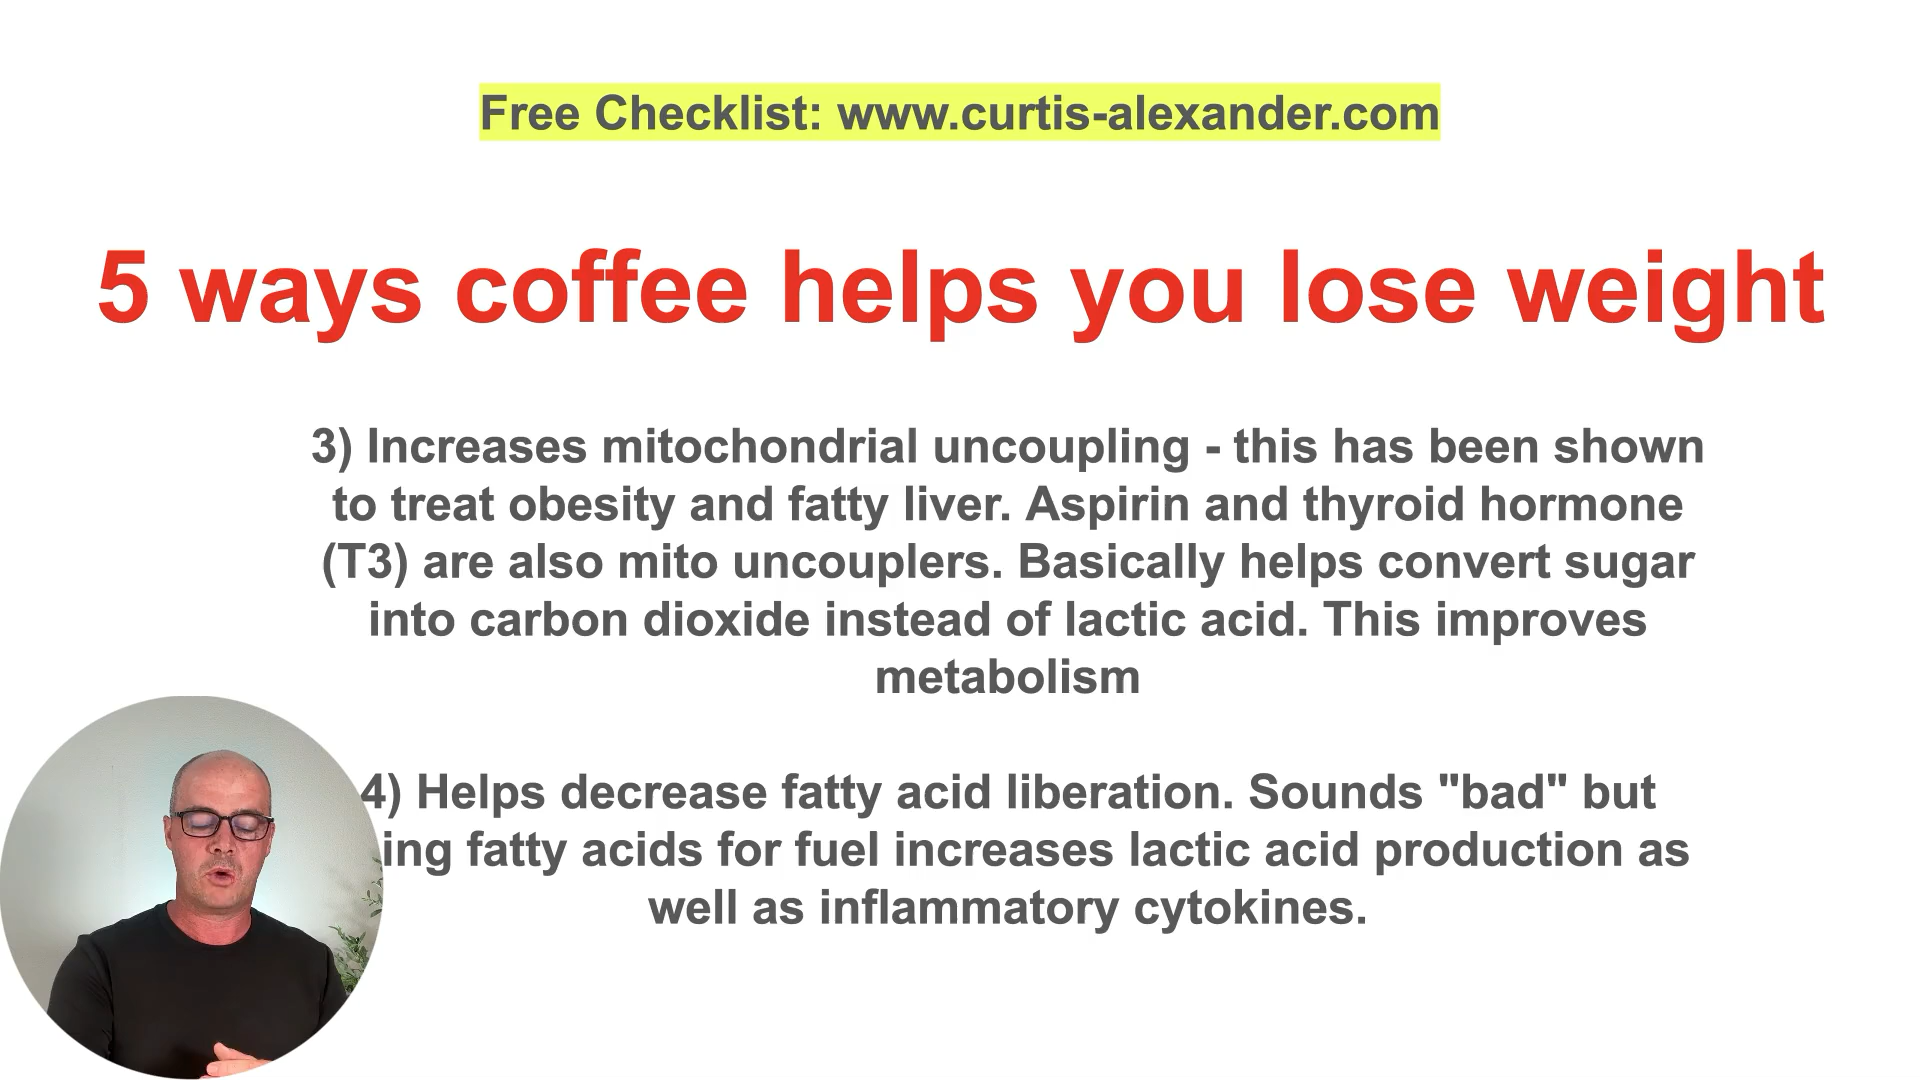 Free Checklist: www.curtis-alexander.com
5 ways coffee helps you lose weight
3) Increases mitochondrial uncoupling - this has been shown
to treat obesity and fatty liver. Aspirin and thyroid hormone
(T3) are also mito uncouplers. Basically helps convert sugar
into carbon dioxide instead of lactic acid. This improves
metabolism
4) Helps decrease fatty acid liberation. Sounds "bad" but
fatty acids for fuel increases lactic acid production as
well as inflammatory cytokines.